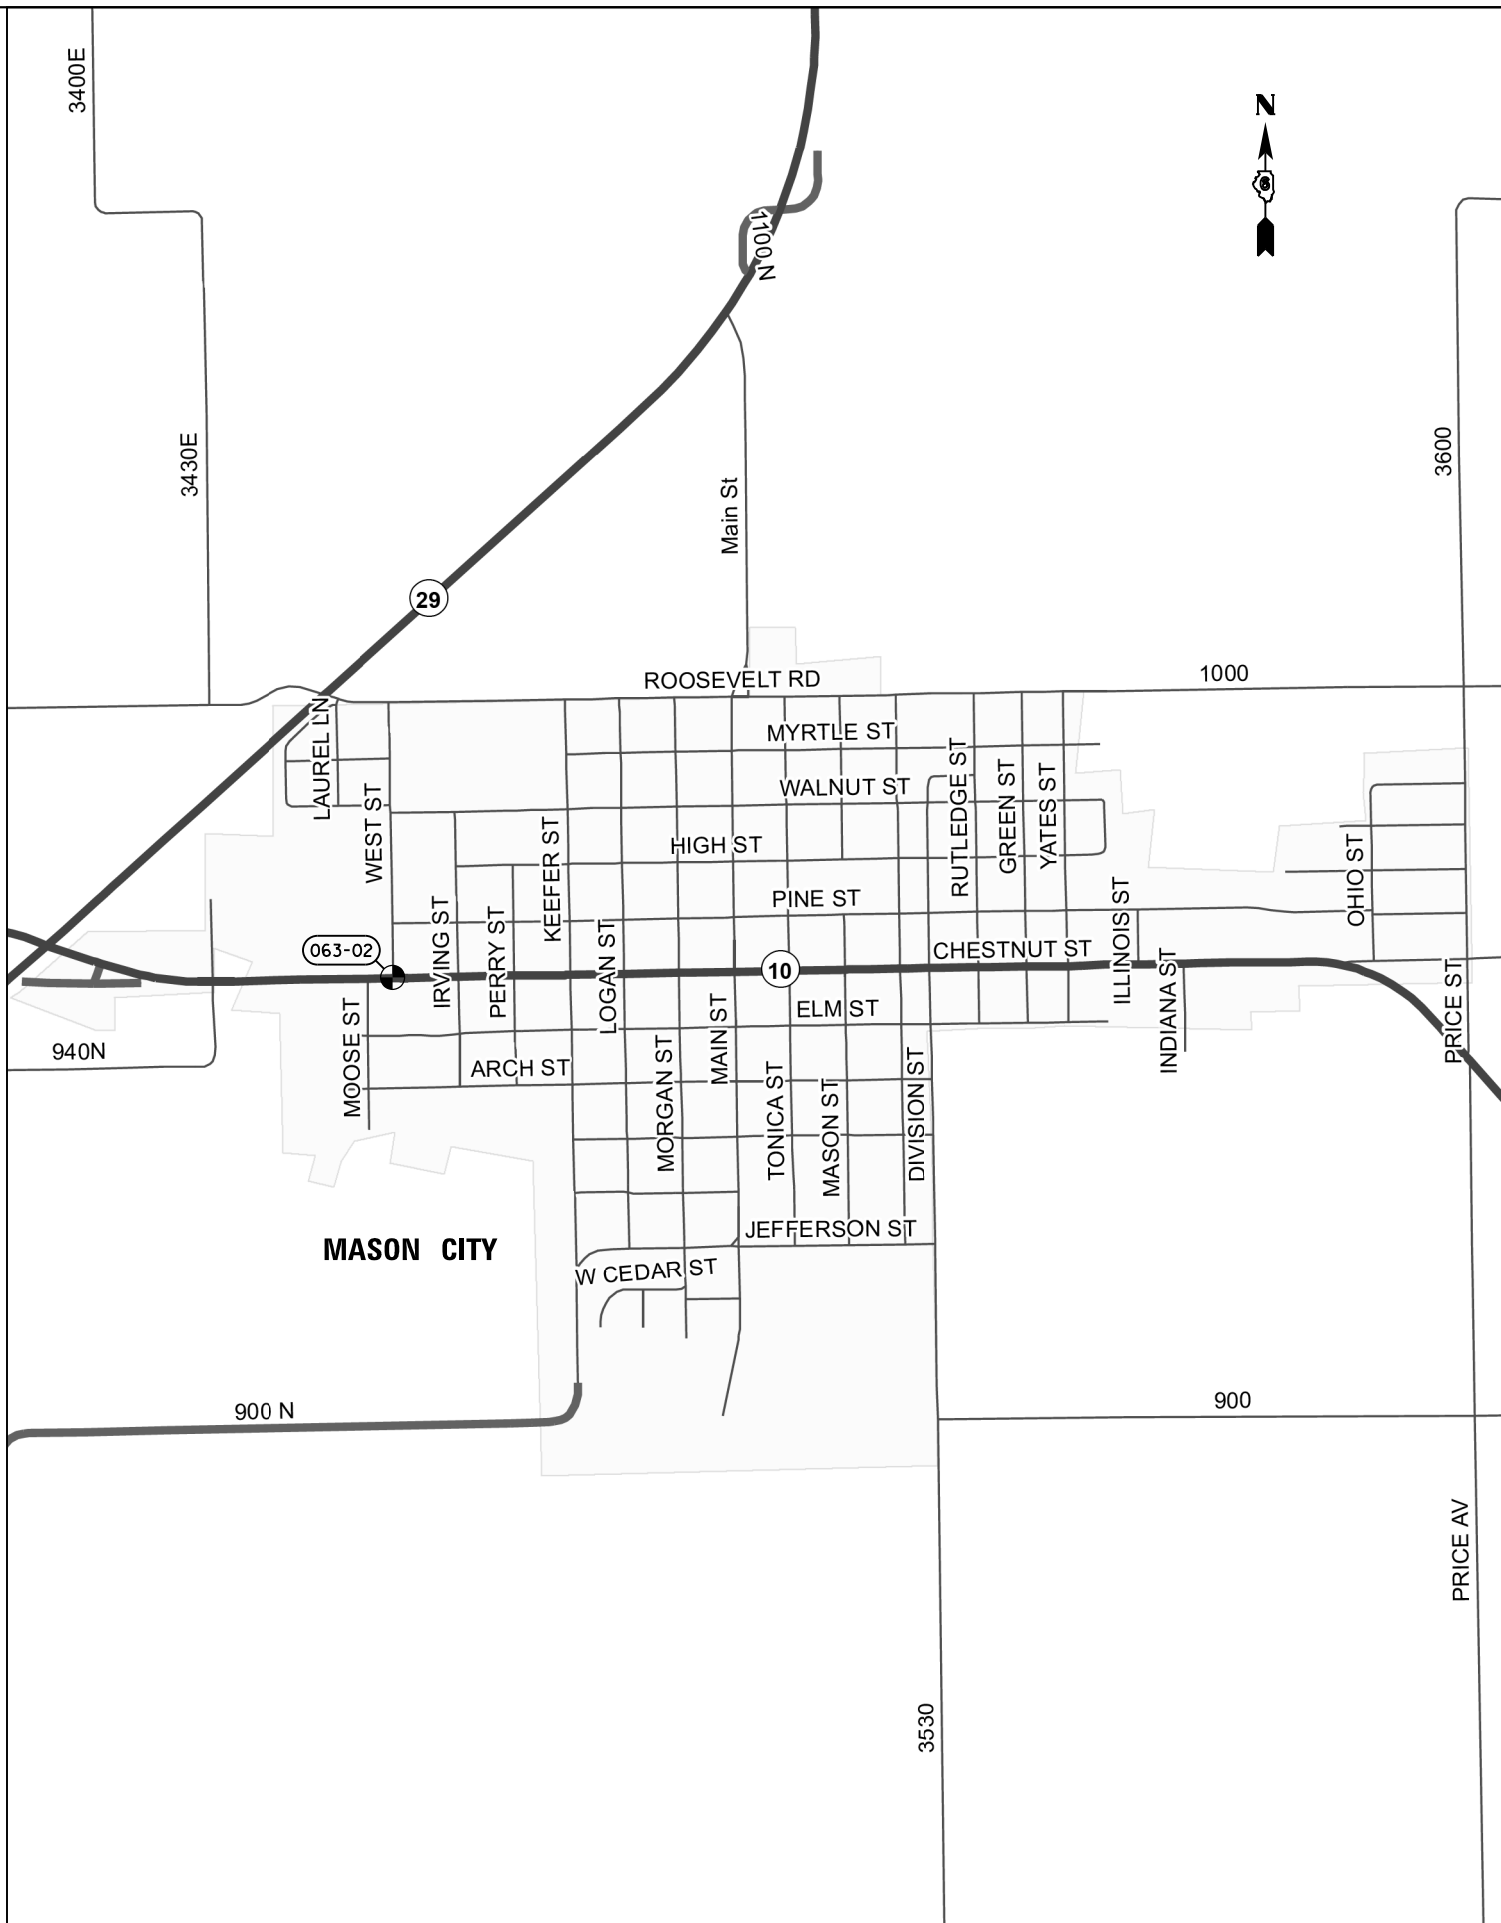 3400E
N
6
1100 N
3430E
3600
Main St
29
ROOSEVELT RD
1000
LAUREL LN
MYRTLE ST
WALNUT ST
WEST ST
RUTLEDGE ST
GREEN ST
YATES ST
HIGH ST
KEEFER ST
OHIO ST
PINE ST
IRVING ST
PERRY ST
LOGAN ST
ILLINOIS ST
063-02
CHESTNUT ST
10
INDIANA ST
PRICE ST
MOOSE ST
MAIN ST
ELM ST
940N
ARCH ST
MORGAN ST
TONICA ST
MASON ST
DIVISION ST
JEFFERSON ST
MASON CITY
W CEDAR ST
900 N
900
PRICE AV
3530